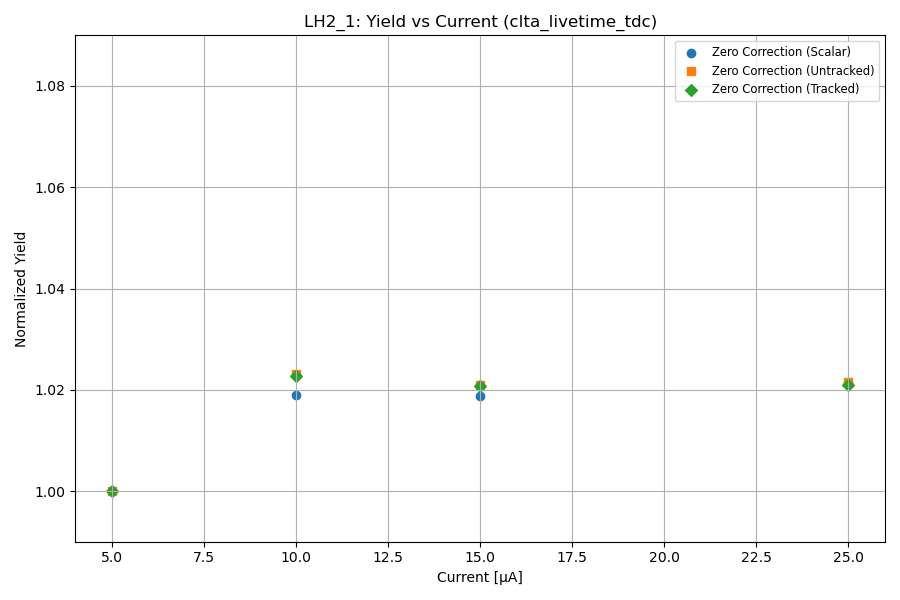 LH2_1: Yield vs Current (clta_livetime_tdc)
Zero Correction (Scalar)
Zero Correction (Untracked)
Zero Correction (Tracked)
Normalized Yield
1.08
1.06
1.04
1.02
1.00
5.0 7.5 10.0 12.5 15.0 17.5 20.0 22.5 25.0
Current [µA]